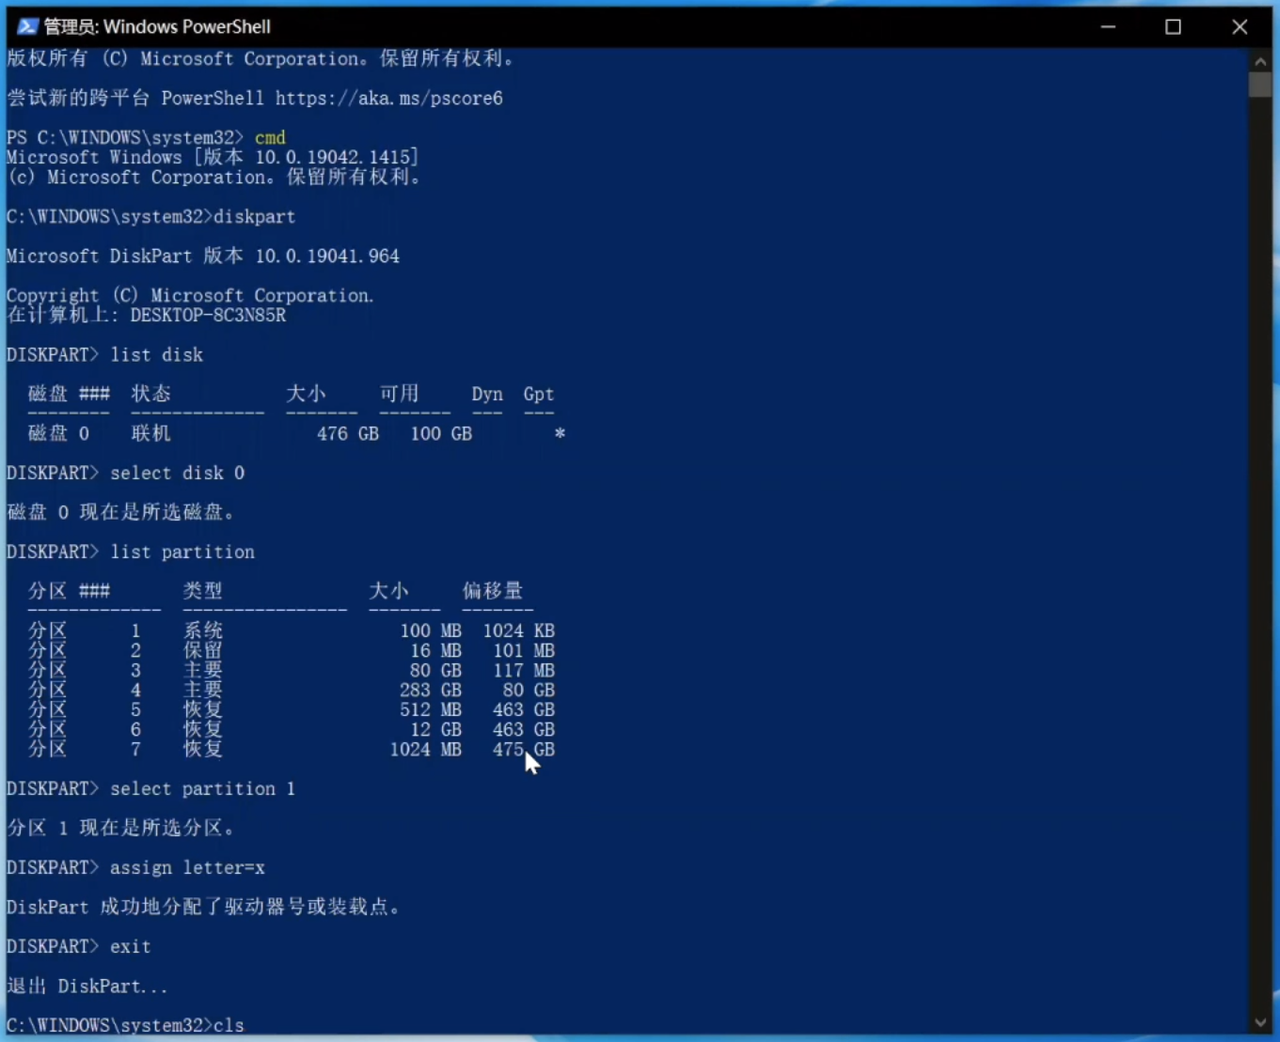 管理员: Windows PowerShell
版权所有 (C) Microsoft Corporation。保留所有权利。
尝试新的跨平台 PowerShell https://aka.ms/pscore6
PS C:\WINDOWS\system32> cmd
Microsoft Windows [版本 10.0.19042.1415]
(c) Microsoft Corporation。保留所有权利。
C:\WINDOWS\system32>diskpart
Microsoft DiskPart 版本 10.0.19041.964
Copyright (C) Microsoft Corporation.
在计算机上: DESKTOP-8C3N85R
DISKPART> list disk
磁盘 ### 状态 大小 可用 Dyn Gpt
-------- ------------- ------- ------- --- ---
磁盘 0 联机 476 GB 100 GB *
DISKPART> select disk 0
磁盘 0 现在是所选磁盘。
DISKPART> list partition
分区 ### 类型 大小 偏移量
------------- ---------------- ------- -------
分区 1 系统 100 MB 1024 KB
分区 2 保留 16 MB 101 MB
分区 3 主要 80 GB 117 MB
分区 4 主要 283 GB 80 GB
分区 5 恢复 512 MB 463 GB
分区 6 恢复 12 GB 463 GB
分区 7 恢复 1024 MB 475 GB
DISKPART> select partition 1
分区 1 现在是所选分区。
DISKPART> assign letter=x
DiskPart 成功地分配了驱动器号或装载点。
DISKPART> exit
退出 DiskPart...
C:\WINDOWS\system32>cls